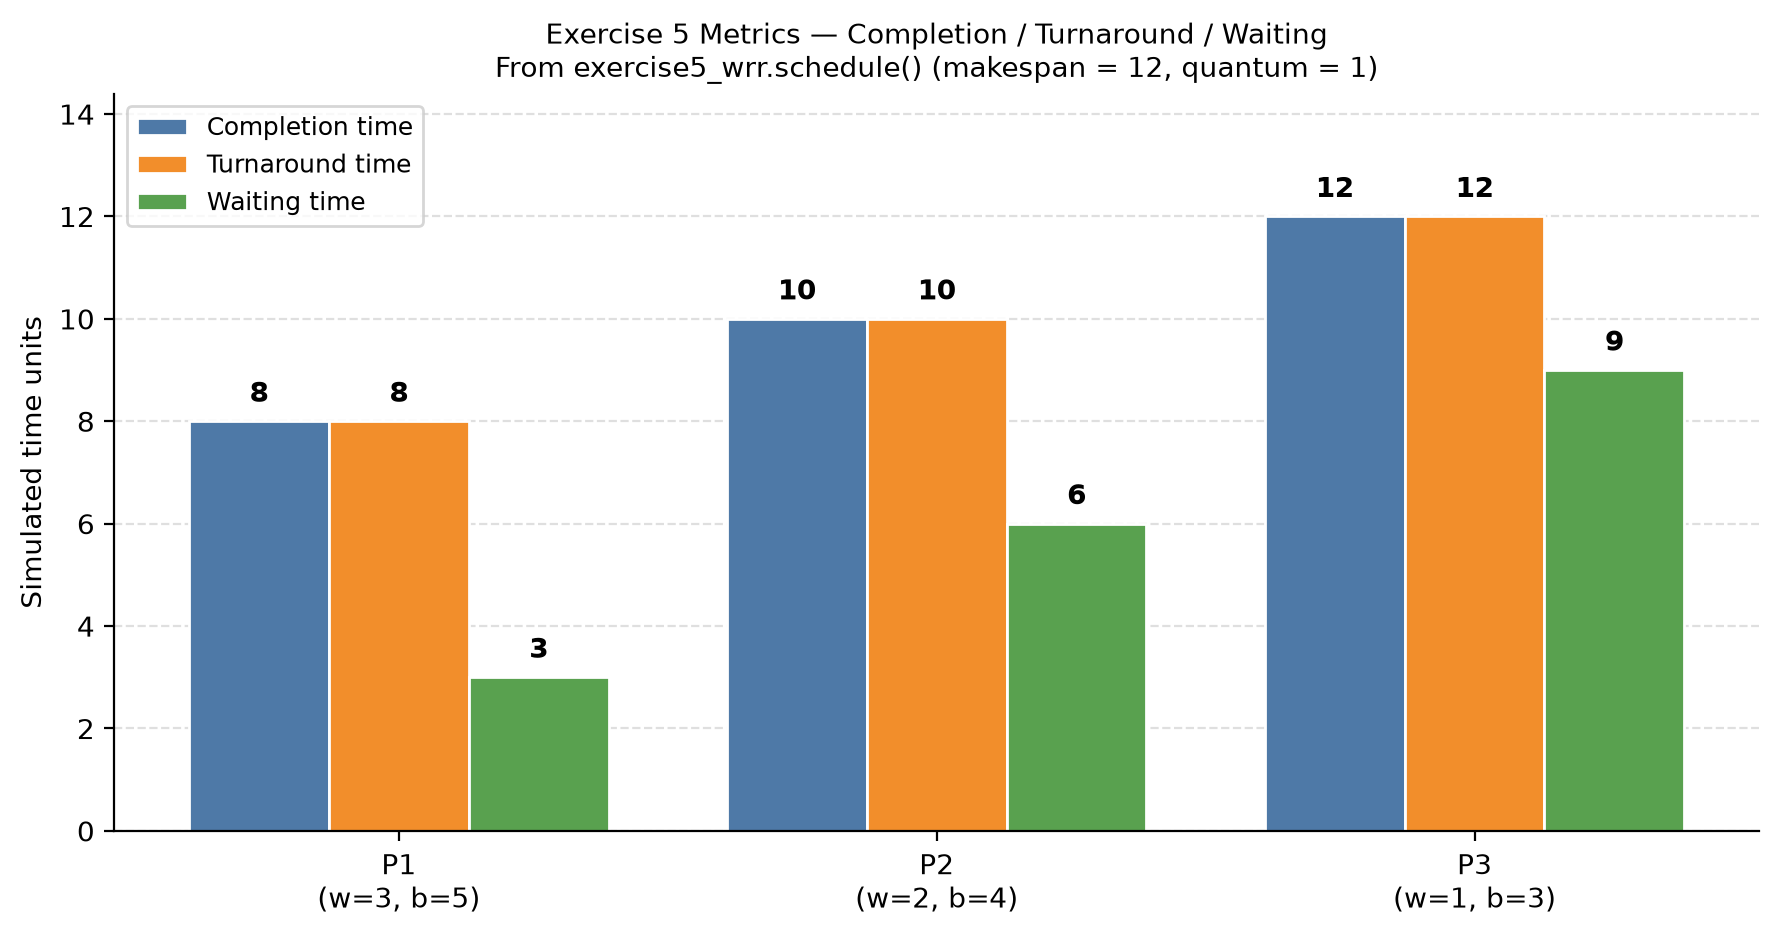 Exercise 5 Metrics — Completion / Turnaround / Waiting
From exercise5_wrr.schedule() (makespan = 12, quantum = 1)
Completion time
Turnaround time
Waiting time
Simulated time units
14
12
10
8
6
4
2
0
8
8
3
10
10
6
12
12
9
P1
(w=3, b=5)
P2
(w=2, b=4)
P3
(w=1, b=3)